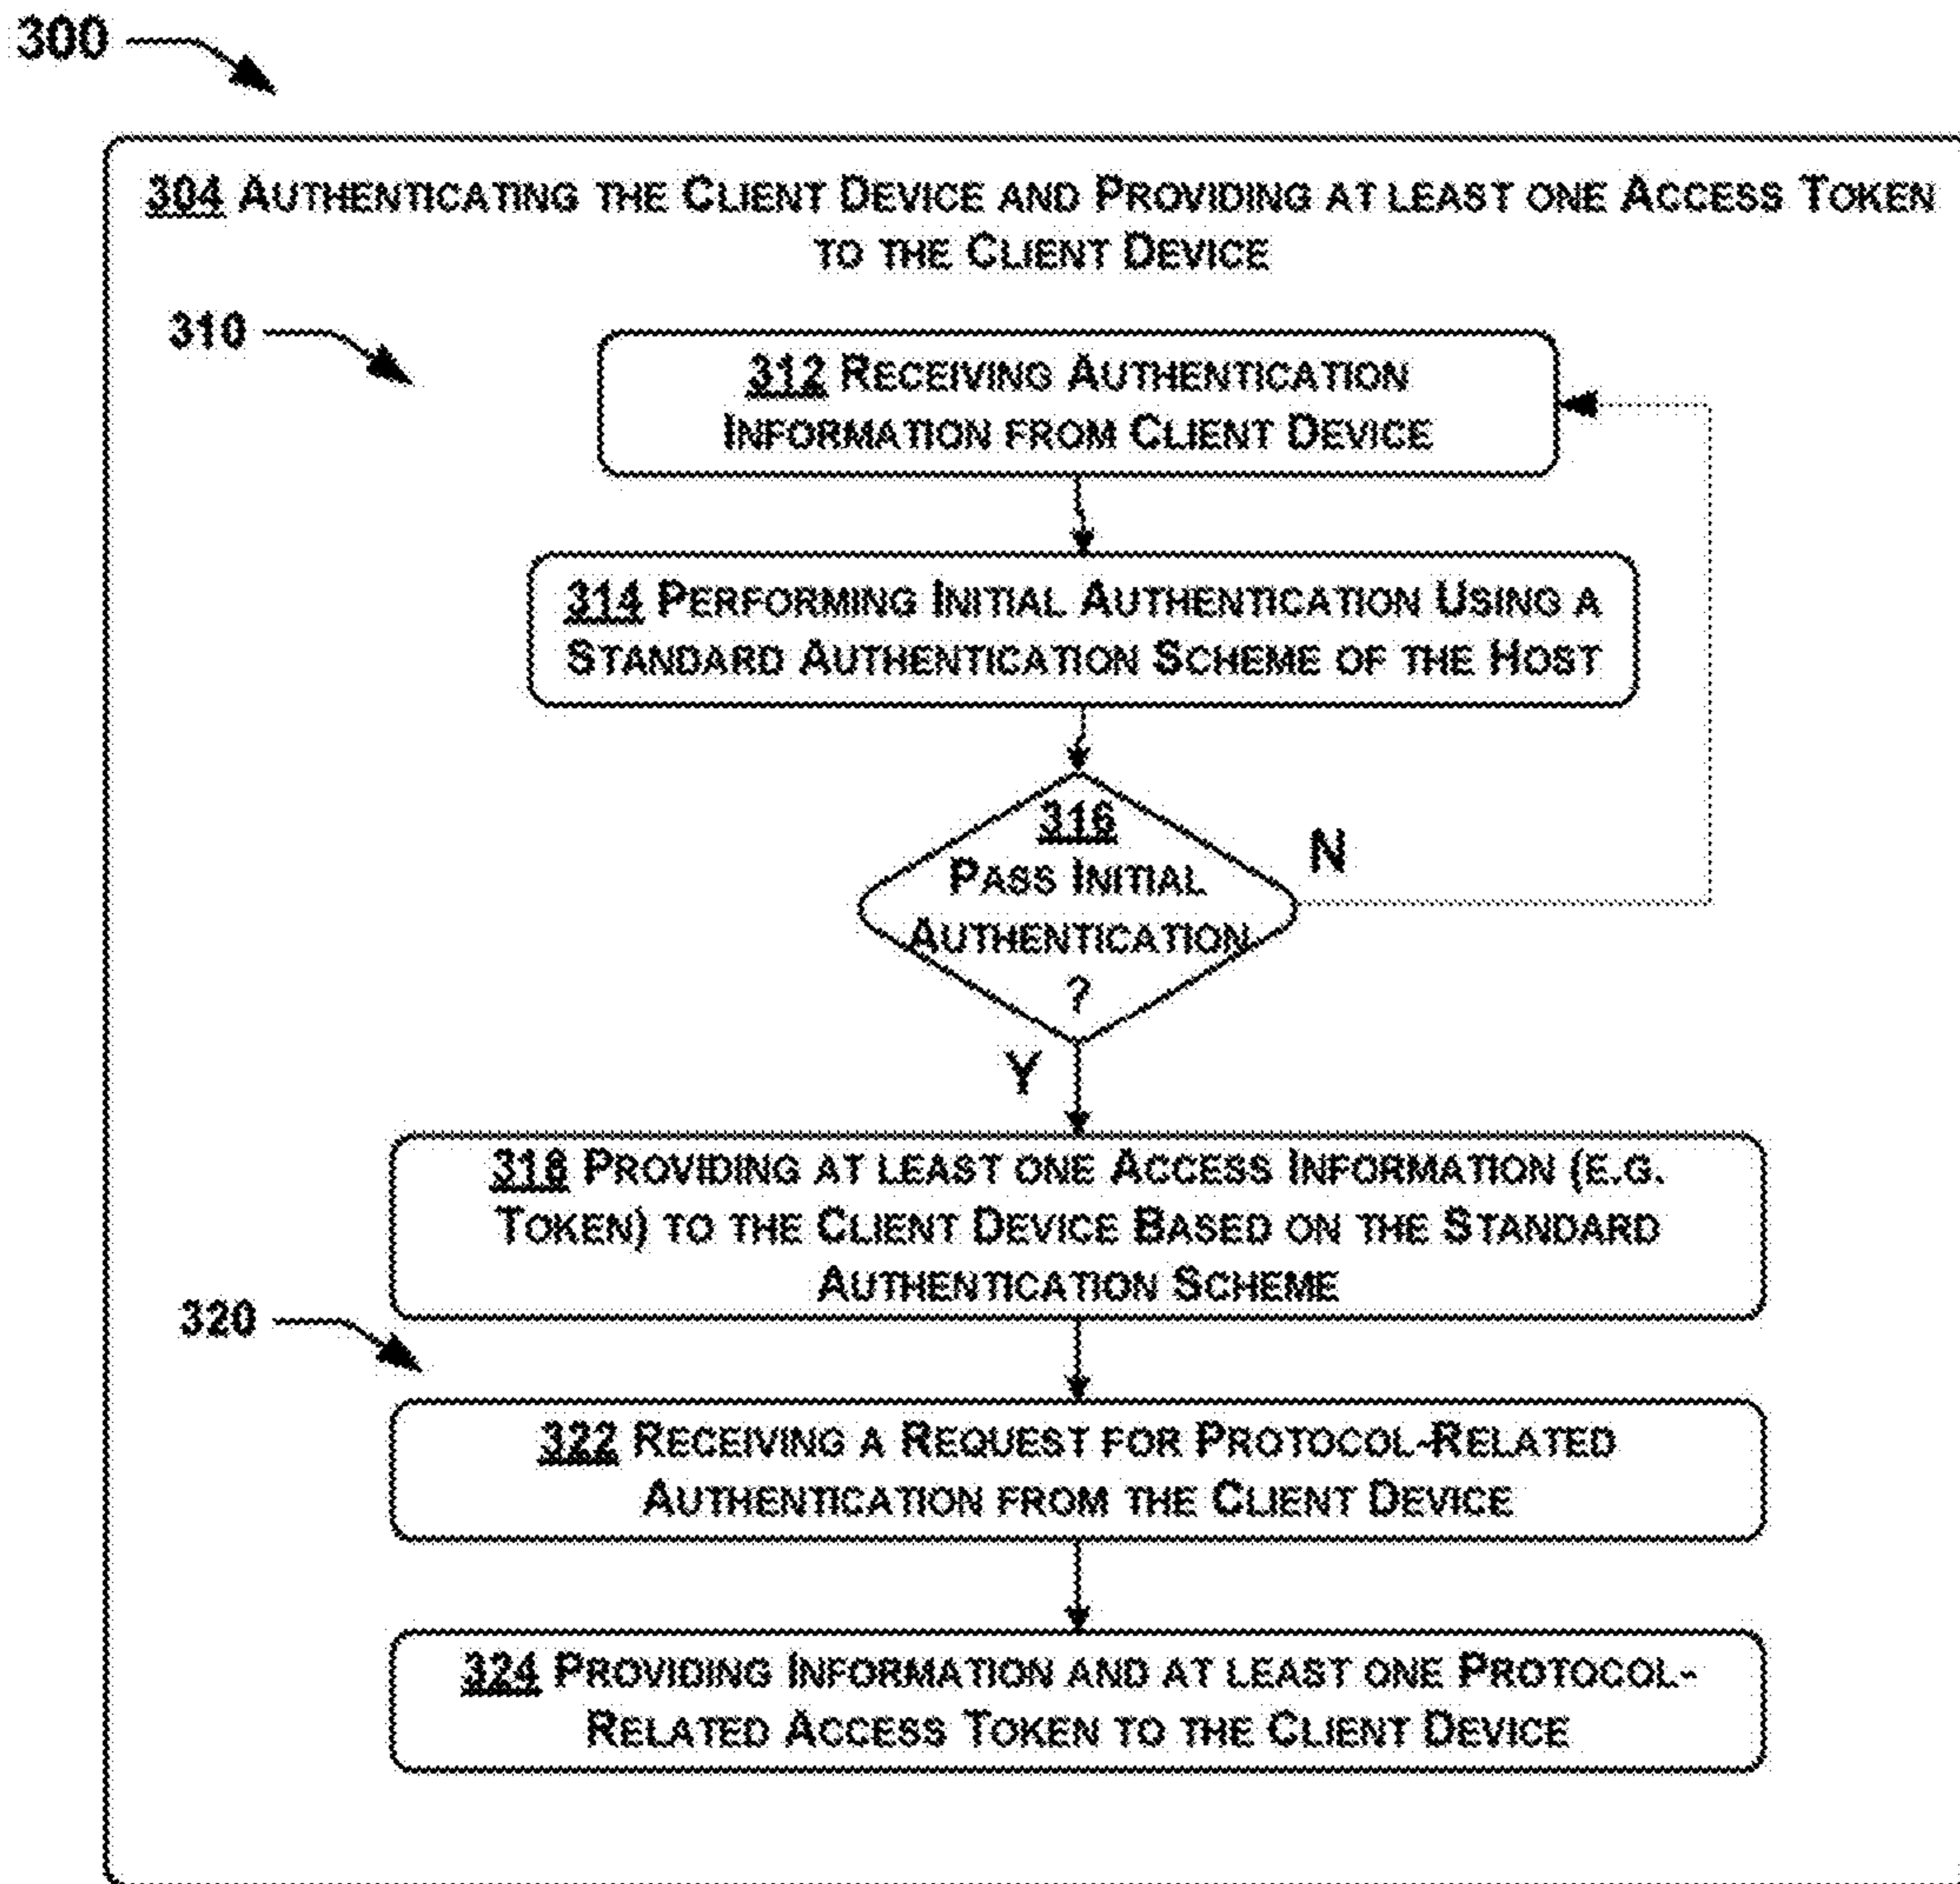 300
304 AUTHENTICATING THE CLIENT DEVICE AND PROVIDING AT LEAST ONE ACCESS TOKEN
TO THE CLIENT DEVICE
310
312 RECEIVING AUTHENTICATION
INFORMATION FROM CLIENT DEVICE
314 PERFORMING INITIAL AUTHENTICATION USING A
STANDARD AUTHENTICATION SCHEME OF THE HOST
316
PASS INITIAL
AUTHENTICATION
?
N
Y
318 PROVIDING AT LEAST ONE ACCESS INFORMATION (E.G.
TOKEN) TO THE CLIENT DEVICE BASED ON THE STANDARD
AUTHENTICATION SCHEME
320
322 RECEIVING A REQUEST FOR PROTOCOL-RELATED
AUTHENTICATION FROM THE CLIENT DEVICE
324 PROVIDING INFORMATION AND AT LEAST ONE PROTOCOL-
RELATED ACCESS TOKEN TO THE CLIENT DEVICE